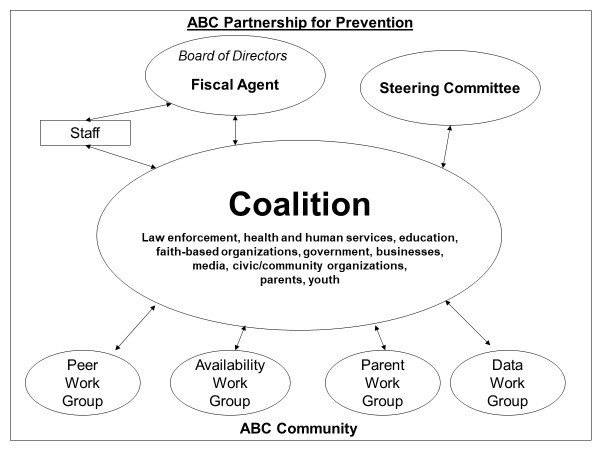 ABC Partnership for Prevention
Board of Directors
Fiscal Agent
Steering Committee
Staff
Coalition
Law enforcement, health and human services, education,
faith-based organizations, government, businesses,
media, civic/community organizations,
parents, youth
Peer
Work
Group
Availability
Work
Group
Parent
Work
Group
Data
Work
Group
ABC Community